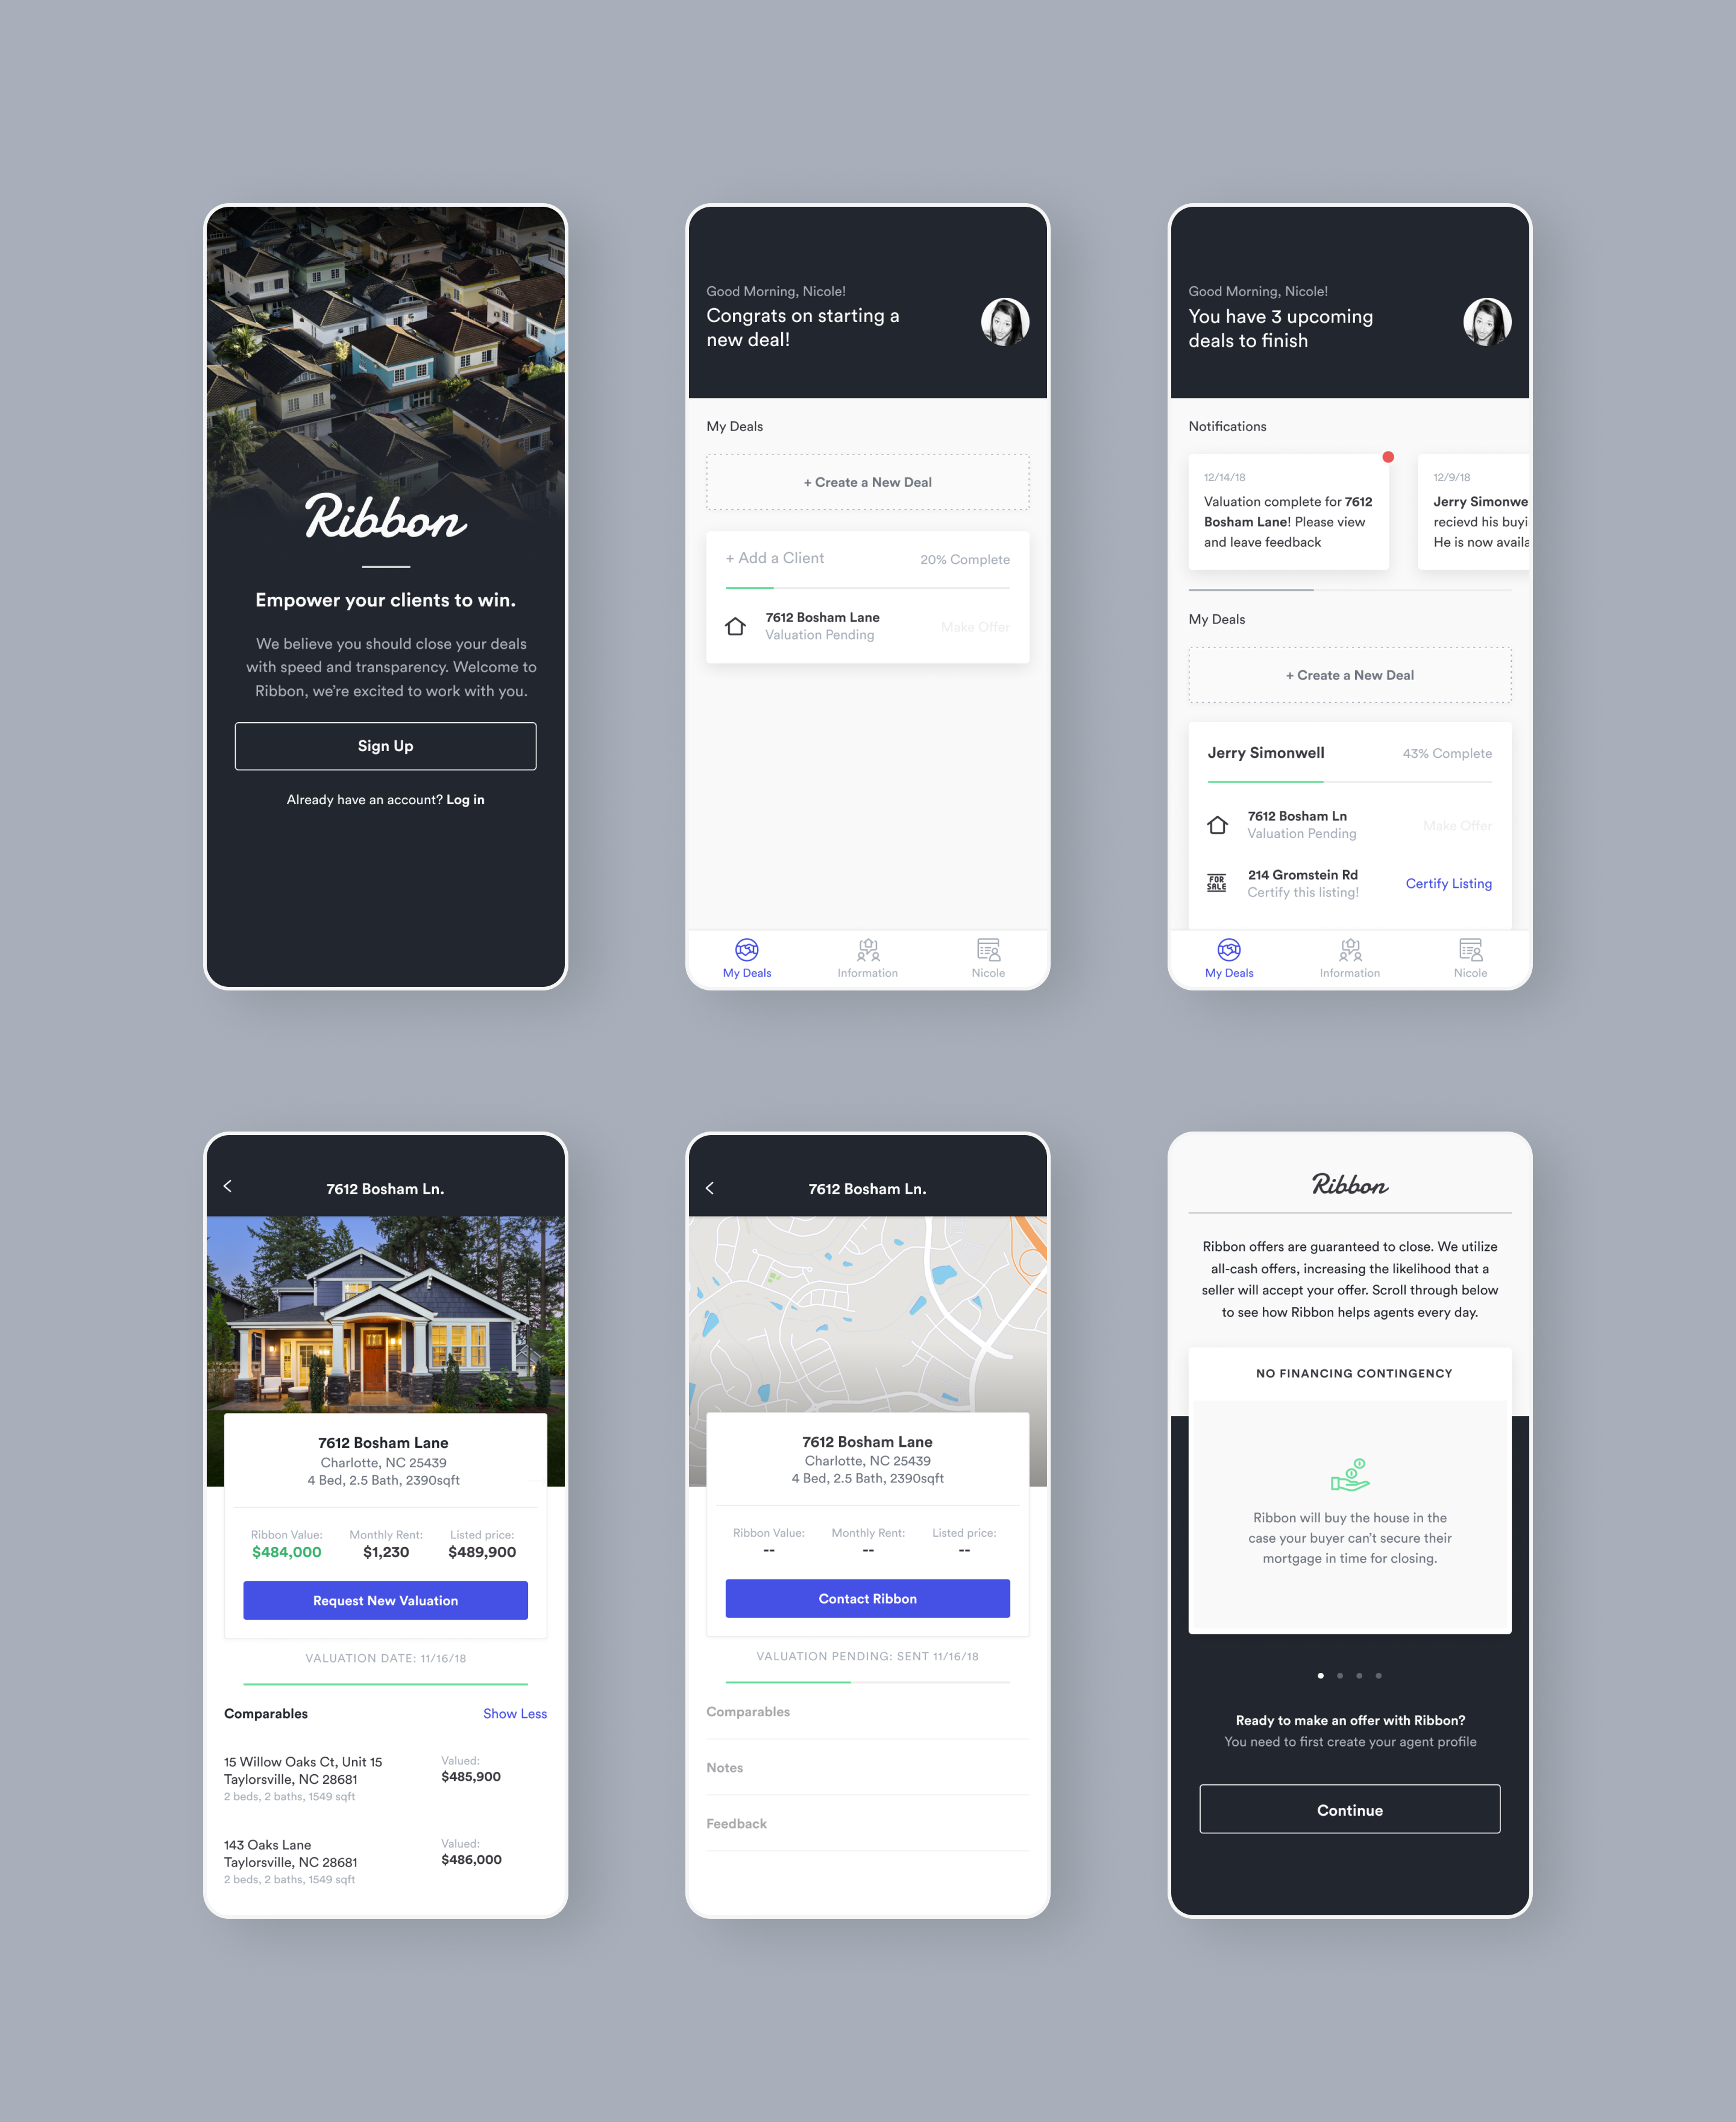 Ribbon
Empower your clients to win.
We believe you should close your deals
with speed and transparency. Welcome to
Ribbon, we're excited to work with you.
Sign Up
Already have an account? Log in
Good Morning, Nicole!
Congrats on starting a
new deal!
My Deals
+ Create a New Deal
+ Add a Client
20% Complete
7612 Bosham Lane
Valuation Pending
Make Offer
My Deals
Information
Nicole
Good Morning, Nicole!
You have 3 upcoming
deals to finish
Notifications
12/14/18
Valuation complete for 7612
Bosham Lane! Please view
and leave feedback
12/9/18
Jerry Simonwe
recievd his buyi
He is now availa
My Deals
+ Create a New Deal
Jerry Simonwell
43% Complete
7612 Bosham Ln
Valuation Pending
Make Offer
FOR
SALE
214 Gromstein Rd
Certify this listing!
Certify Listing
My Deals
Information
Nicole
7612 Bosham Ln.
7612 Bosham Lane
Charlotte, NC 25439
4 Bed, 2.5 Bath, 2390sqft
Ribbon Value:
$484,000
Monthly Rent:
$1,230
Listed price:
$489,900
Request New Valuation
VALUATION DATE: 11/16/18
Comparables
Show Less
15 Willow Oaks Ct, Unit 15
Taylorsville, NC 28681
2 beds, 2 baths, 1549 sqft
Valued:
$485,900
143 Oaks Lane
Taylorsville, NC 28681
2 beds, 2 baths, 1549 sqft
Valued:
$486,000
7612 Bosham Ln.
7612 Bosham Lane
Charlotte, NC 25439
4 Bed, 2.5 Bath, 2390sqft
Ribbon Value:
--
Monthly Rent:
--
Listed price:
--
Contact Ribbon
VALUATION PENDING: SENT 11/16/18
Comparables
Notes
Feedback
Ribbon
Ribbon offers are guaranteed to close. We utilize
all-cash offers, increasing the likelihood that a
seller will accept your offer. Scroll through below
to see how Ribbon helps agents every day.
NO FINANCING CONTINGENCY
Ribbon will buy the house in the
case your buyer can't secure their
mortgage in time for closing.
Ready to make an offer with Ribbon?
You need to first create your agent profile
Continue